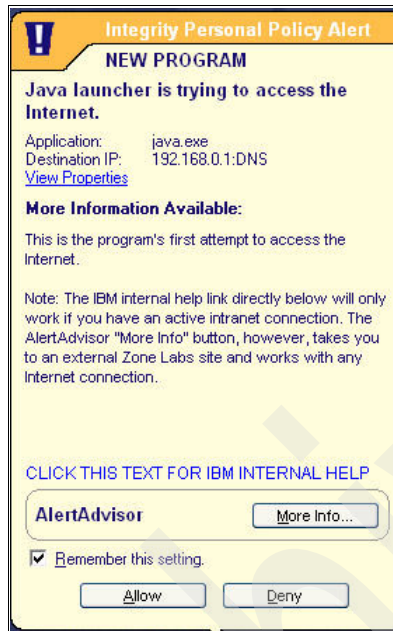 Integrity Personal Policy Alert
NEW PROGRAM
Java launcher is trying to access the
Internet.
Application: java.exe
Destination IP: 192.168.0.1:DNS
View Properties
More Information Available:
This is the program's first attempt to access the
Internet.
Note: The IBM internal help link directly below will only
work if you have an active intranet connection. The
AlertAdvisor "More Info" button, however, takes you
to an external Zone Labs site and works with any
Internet connection.
CLICK THIS TEXT FOR IBM INTERNAL HELP
AlertAdvisor More Info...
Remember this setting.
Allow Deny